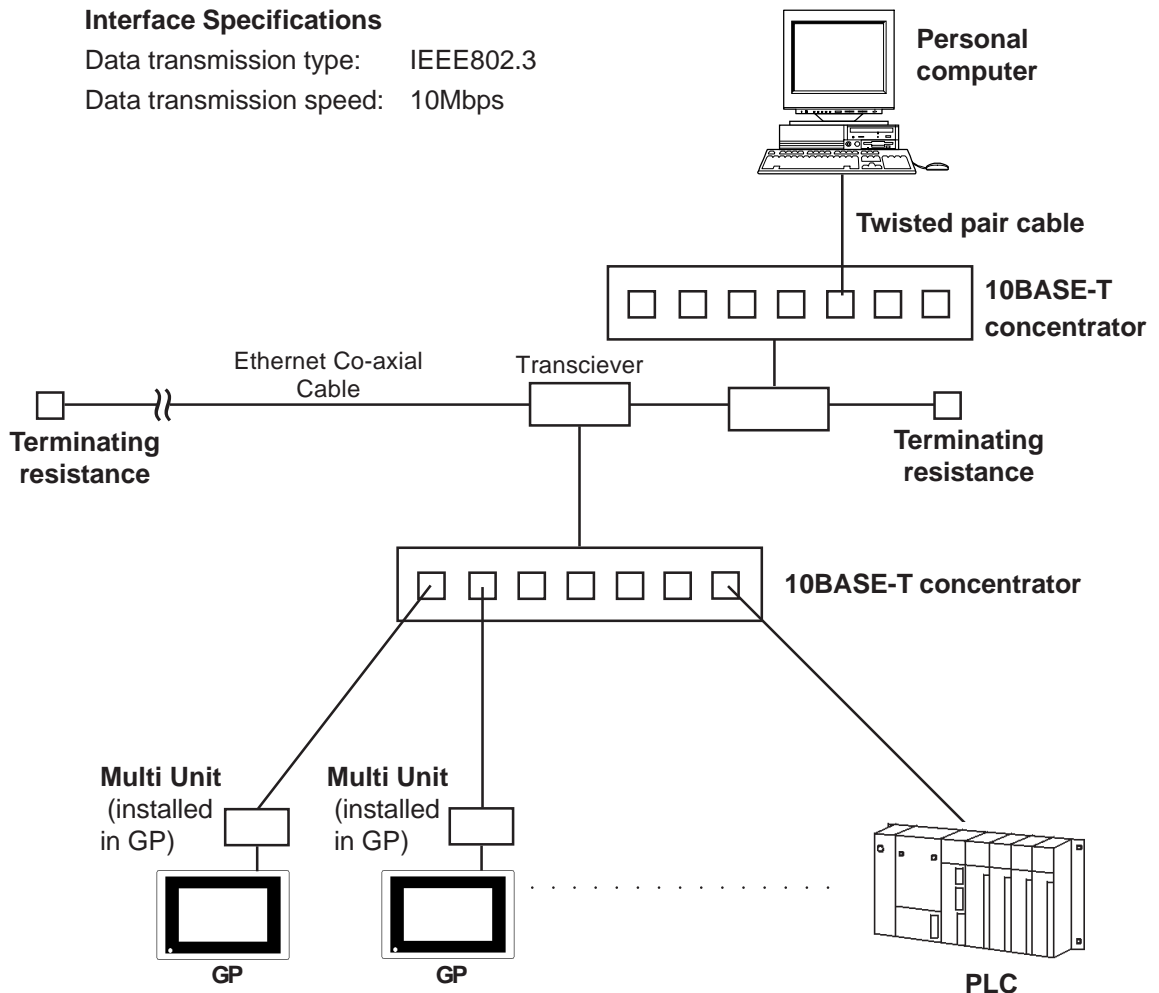 Interface Specifications
Data transmission type: IEEE802.3
Data transmission speed: 10Mbps
Personal
computer
Twisted pair cable
10BASE-T
concentrator
Ethernet Co-axial
Cable
Transciever
Terminating
resistance
Terminating
resistance
10BASE-T concentrator
Multi Unit
(installed
in GP)
Multi Unit
(installed
in GP)
GP
GP
PLC